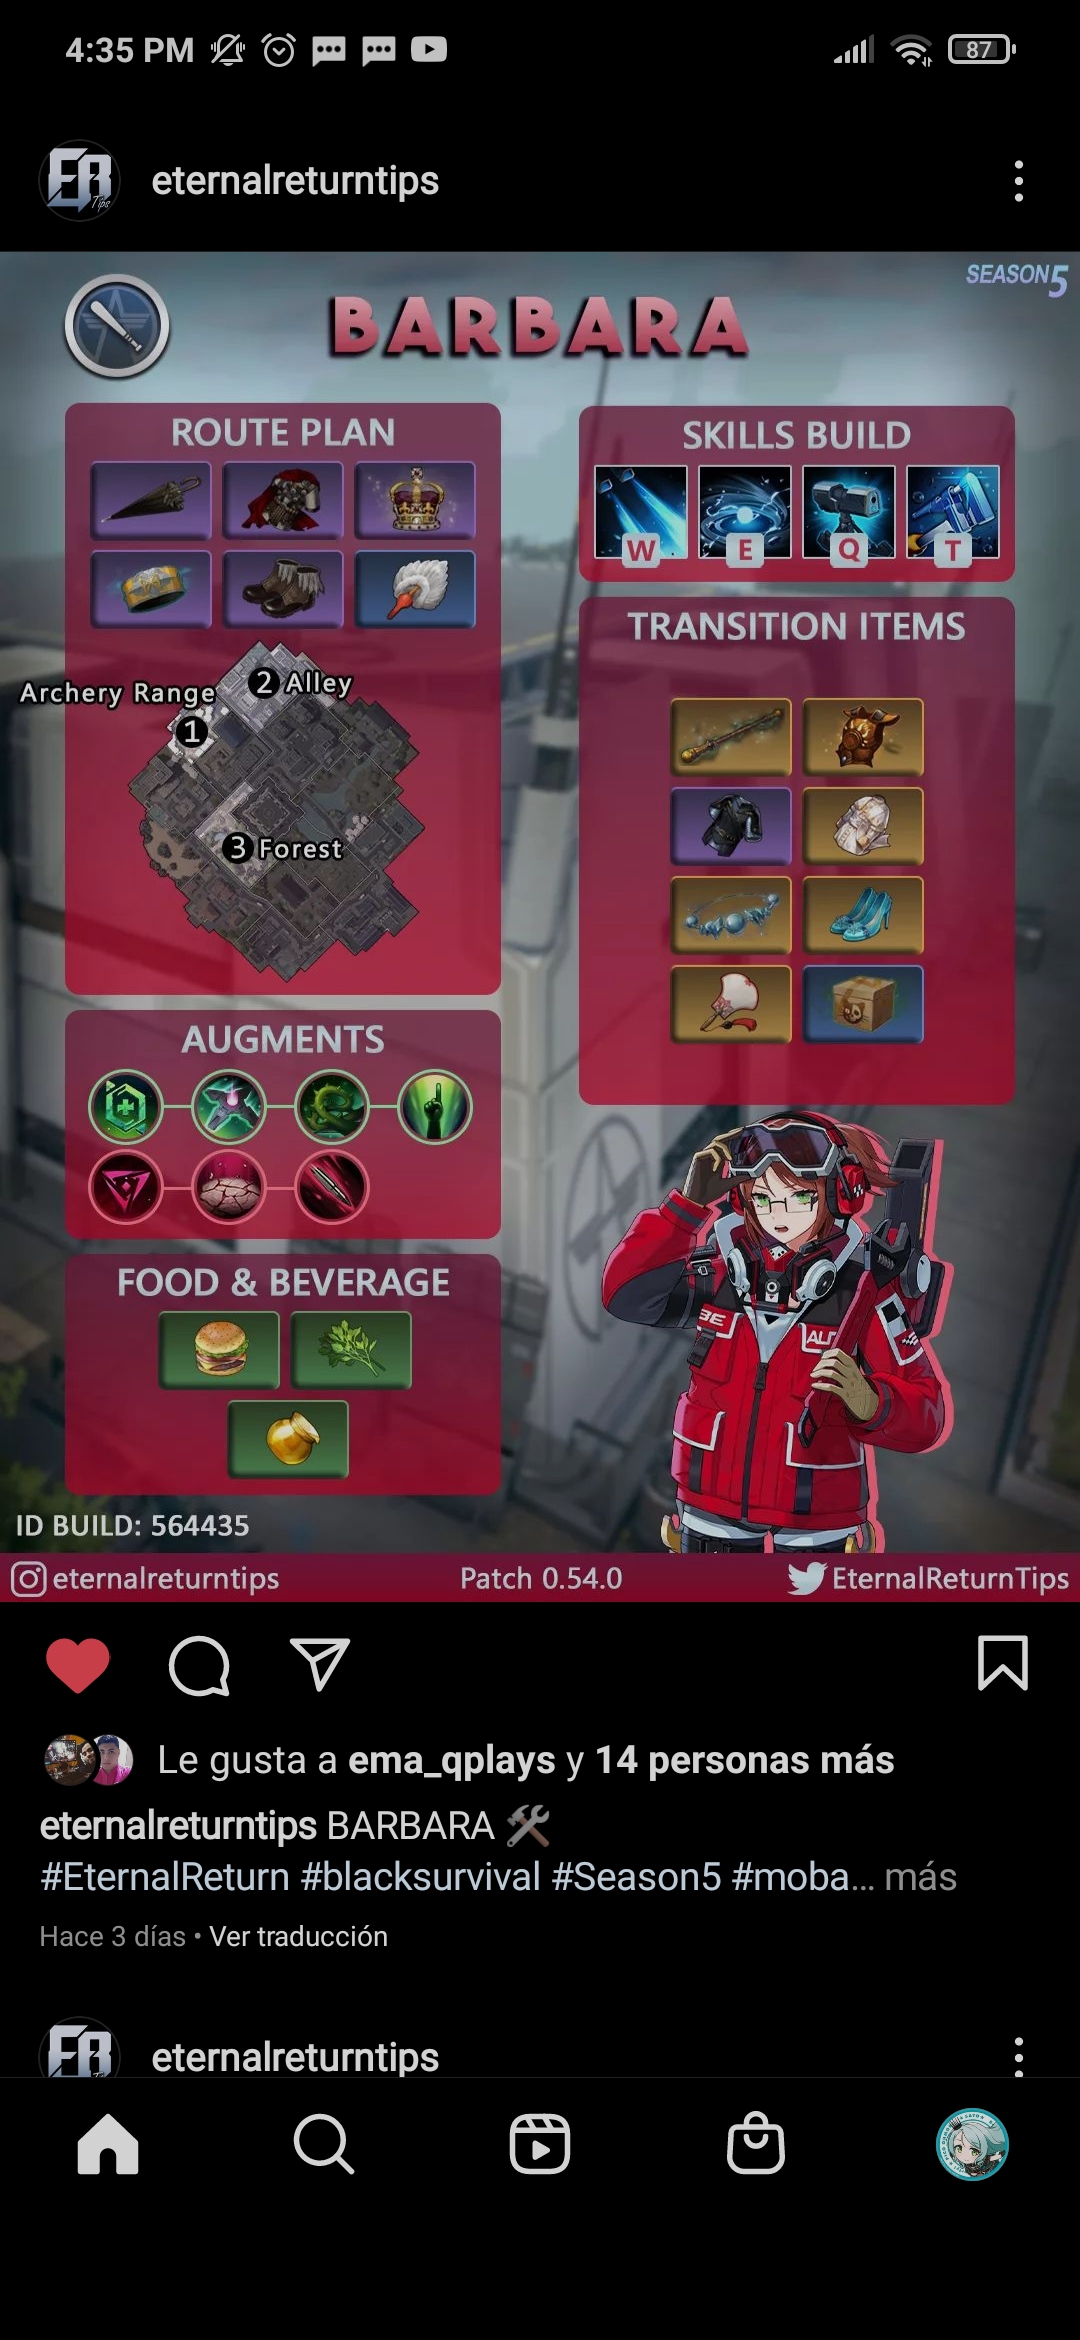 4:35 PM
87
eternalreturntips
SEASON 5
BARBARA
ROUTE PLAN
Archery Range
1
2 Alley
3 Forest
SKILLS BUILD
W E Q T
TRANSITION ITEMS
AUGMENTS
FOOD & BEVERAGE
ID BUILD: 564435
eternalreturntips Patch 0.54.0 EternalReturnTips
Le gusta a ema_qplays y 14 personas más
eternalreturntips BARBARA 🛠
#EternalReturn #blacksurvival #Season5 #moba... más
Hace 3 días • Ver traducción
eternalreturntips